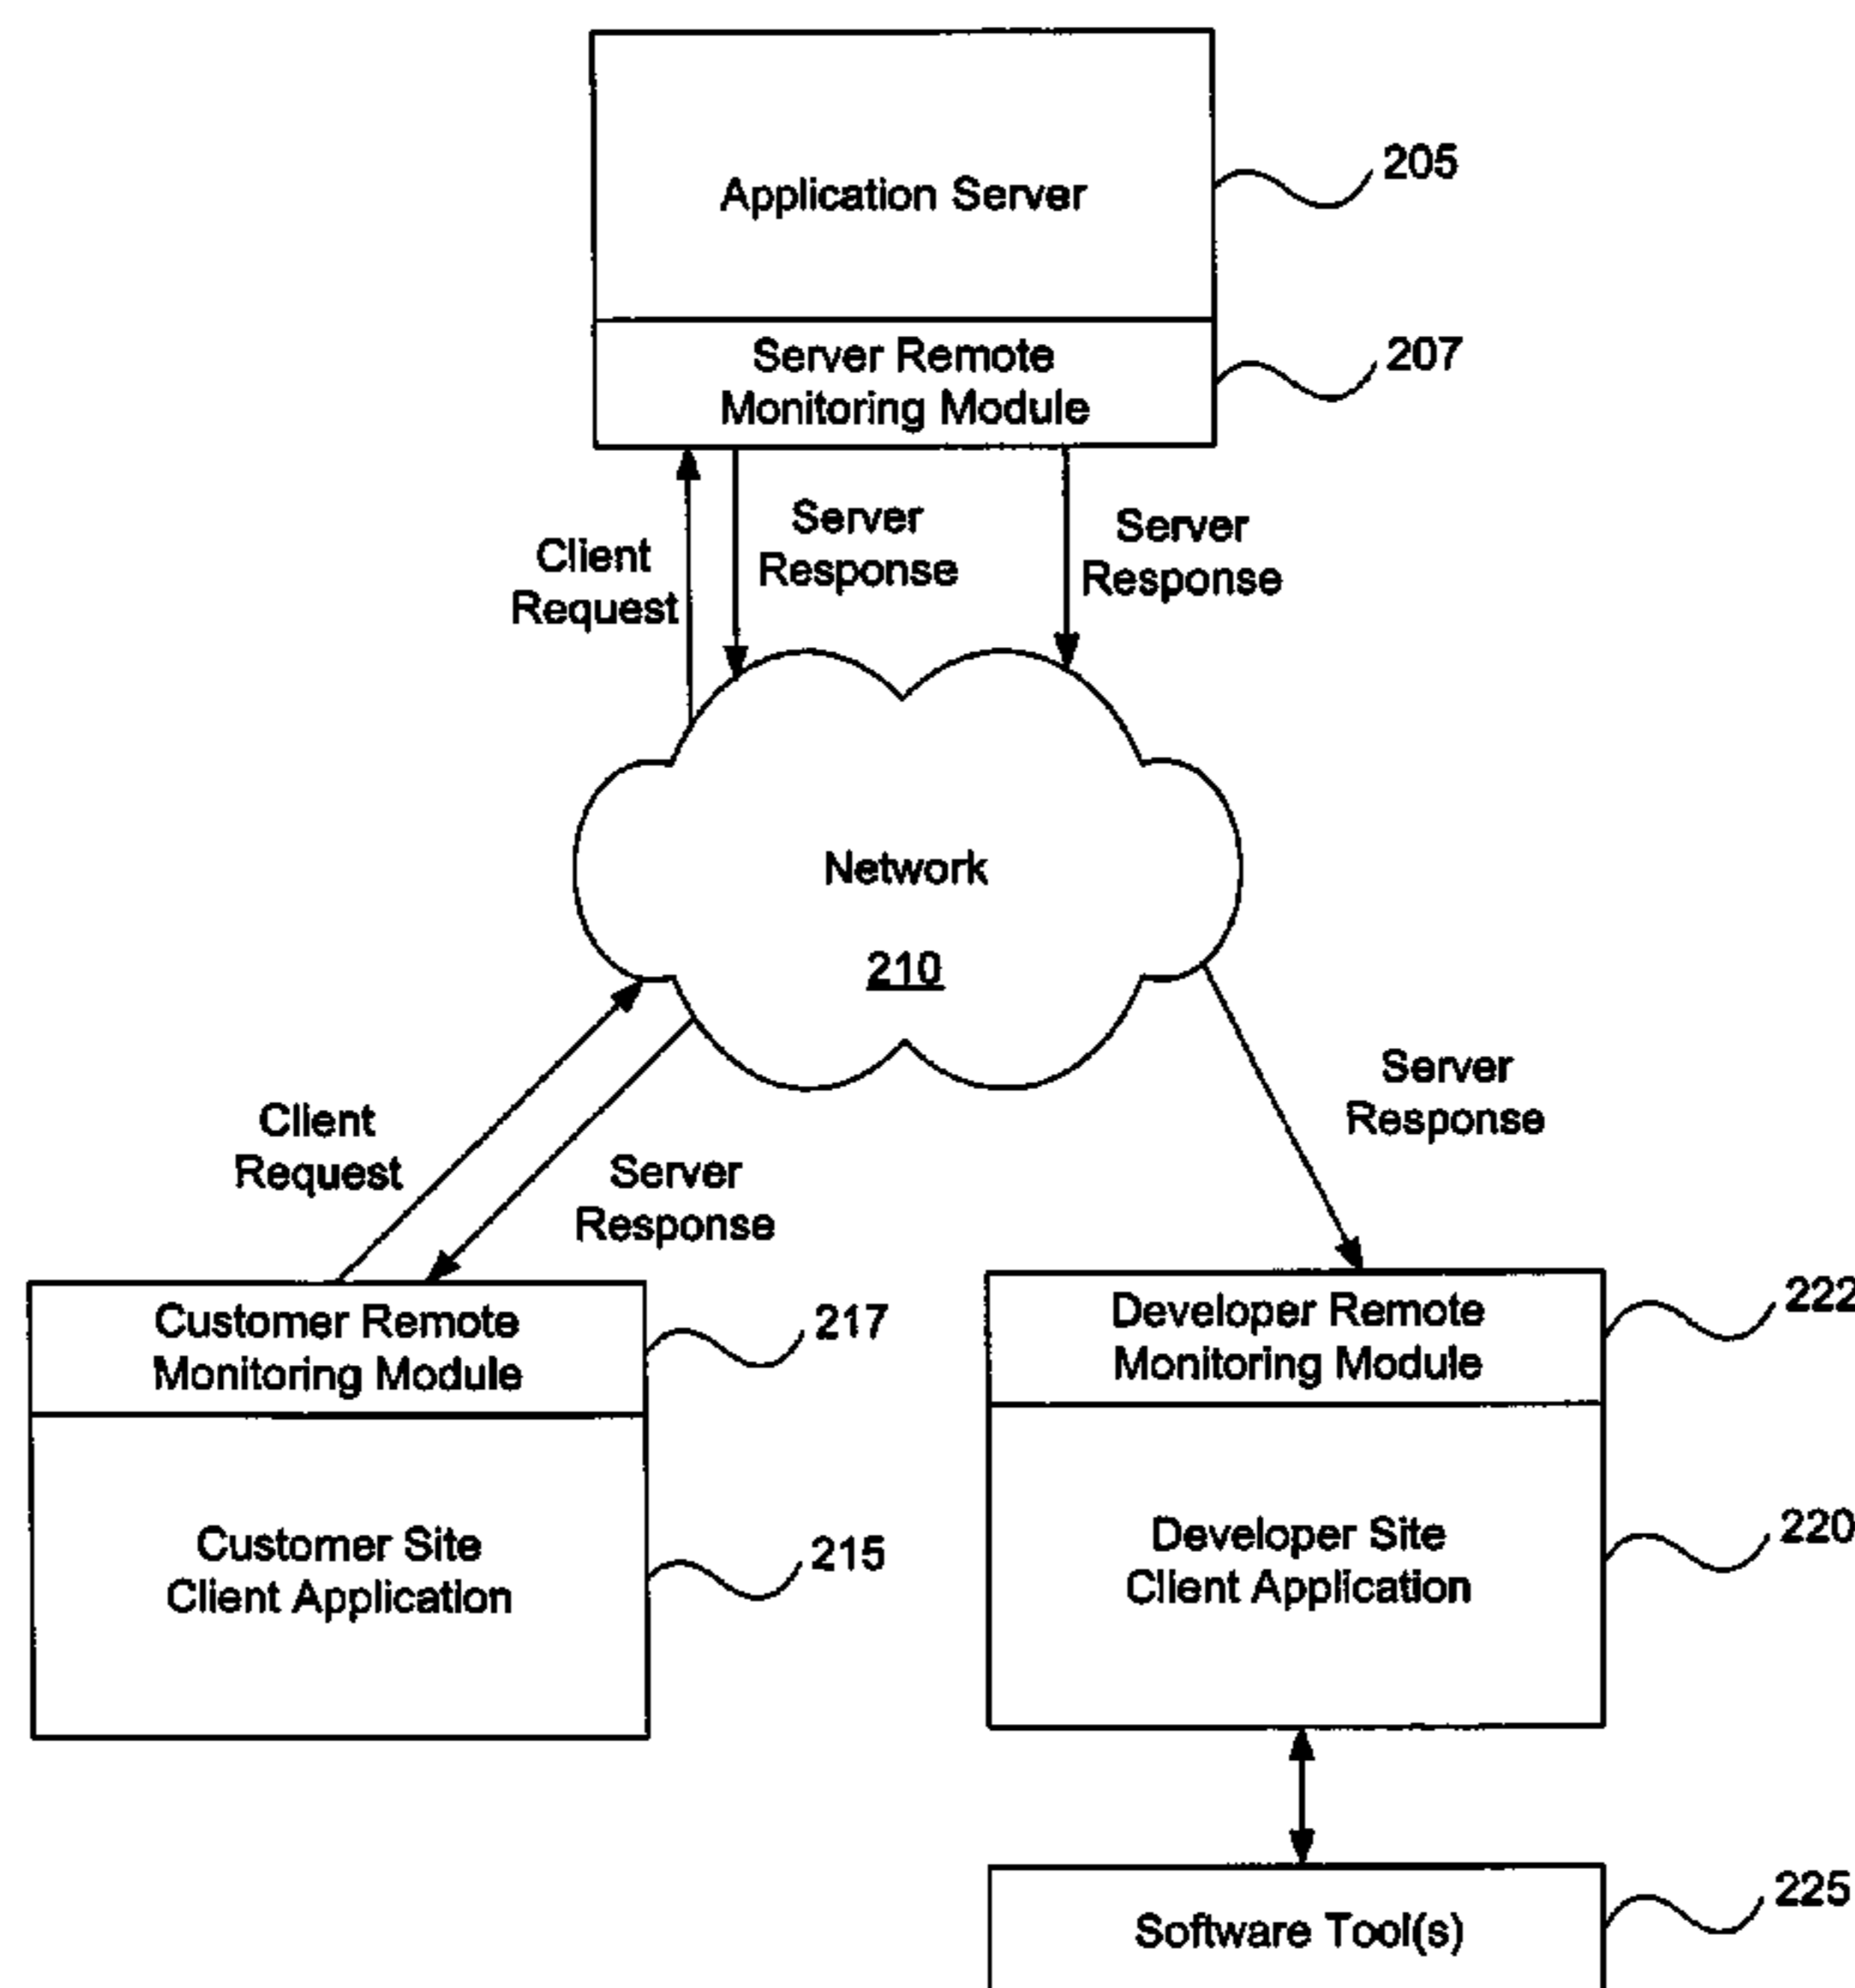 Application Server
205
Server Remote
Monitoring Module
207
Client
Request
Server
Response
Server
Response
Network
210
Client
Request
Server
Response
Server
Response
Customer Remote
Monitoring Module
217
Developer Remote
Monitoring Module
222
Customer Site
Client Application
215
Developer Site
Client Application
220
Software Tool(s)
225